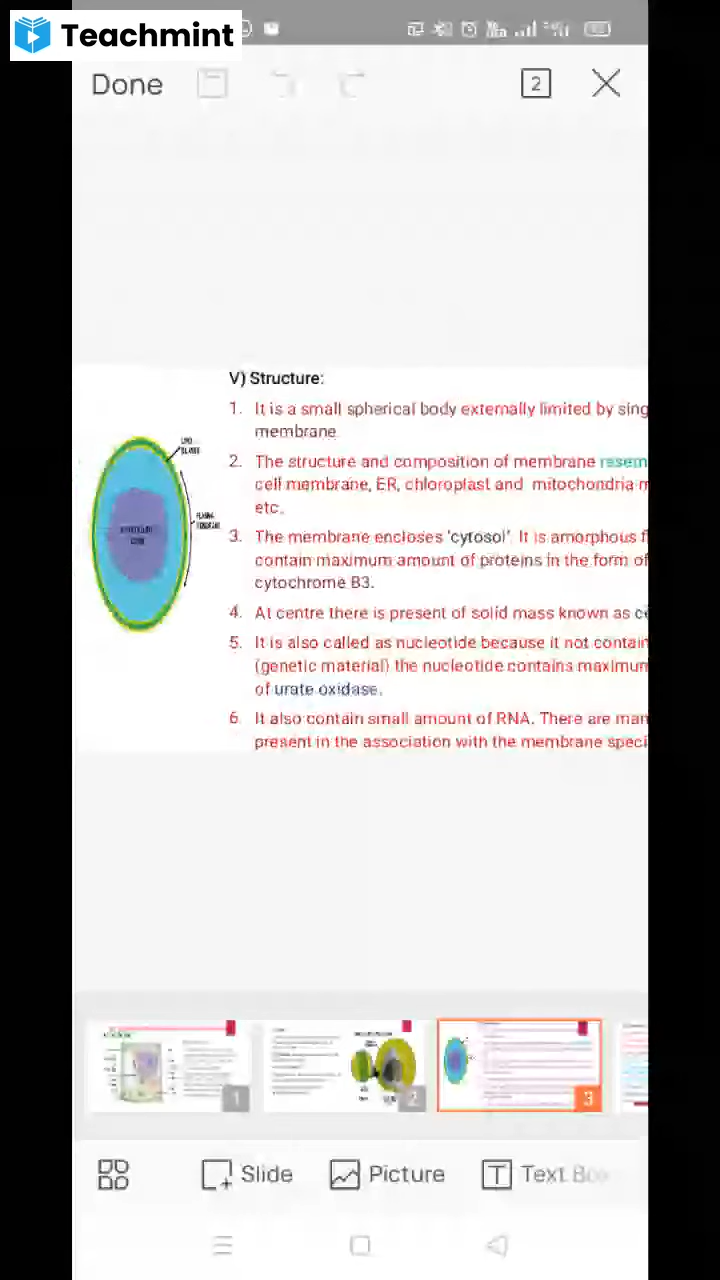 Teachmint
Done
2
V) Structure:
1. It is a small spherical body externally limited by sing
membrane.
2. The structure and composition of membrane resem
cell membrane, ER, chloroplast and mitochondria m
etc.
3. The membrane encloses 'cytosol'. It is amorphous f
contain maximum amount of proteins in the form of
cytochrome B3.
4. At centre there is present of solid mass known as ce
5. It is also called as nucleotide because it not contain
(genetic material) the nucleotide contains maximum
of urate oxidase.
6. It also contain small amount of RNA. There are man
present in the association with the membrane speci
1
2
3
Slide
Picture
Text Box